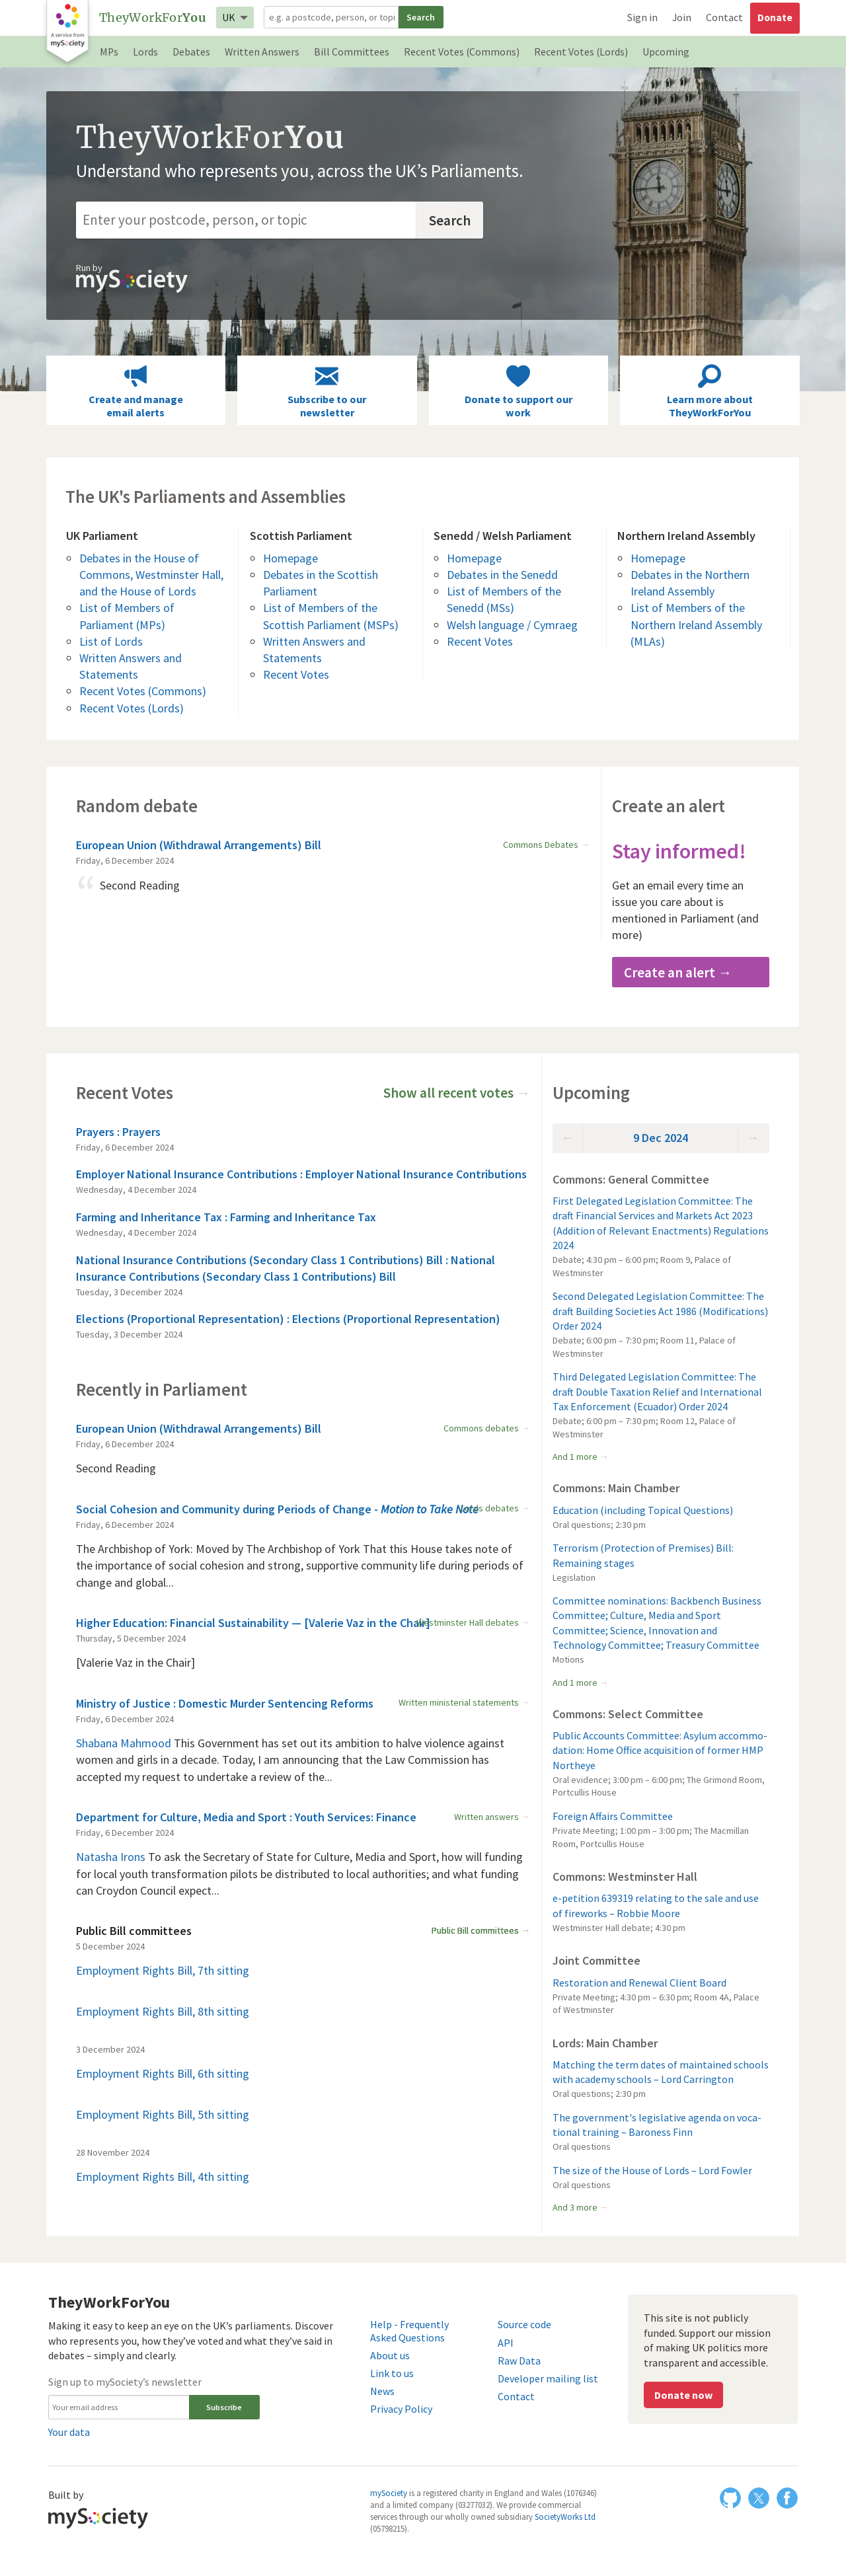 TheyWorkForYou
UK
e.g. a postcode, person, or topi
Search
Sign in
Join
Contact
Donate
A service from
mySociety
MPs
Lords
Debates
Written Answers
Bill Committees
Recent Votes (Commons)
Recent Votes (Lords)
Upcoming
TheyWorkForYou
Understand who represents you, across the UK’s Parliaments.
Enter your postcode, person, or topic
Search
Run by
mySociety
Create and manage
email alerts
Subscribe to our
newsletter
Donate to support our
work
Learn more about
TheyWorkForYou
The UK's Parliaments and Assemblies
UK Parliament
Debates in the House of
Commons, Westminster Hall,
and the House of Lords
List of Members of
Parliament (MPs)
List of Lords
Written Answers and
Statements
Recent Votes (Commons)
Recent Votes (Lords)
Scottish Parliament
Homepage
Debates in the Scottish
Parliament
List of Members of the
Scottish Parliament (MSPs)
Written Answers and
Statements
Recent Votes
Senedd / Welsh Parliament
Homepage
Debates in the Senedd
List of Members of the
Senedd (MSs)
Welsh language / Cymraeg
Recent Votes
Northern Ireland Assembly
Homepage
Debates in the Northern
Ireland Assembly
List of Members of the
Northern Ireland Assembly
(MLAs)
Random debate
European Union (Withdrawal Arrangements) Bill
Commons Debates →
Friday, 6 December 2024
“ Second Reading
Create an alert
Stay informed!
Get an email every time an
issue you care about is
mentioned in Parliament (and
more)
Create an alert →
Recent Votes
Show all recent votes →
Prayers : Prayers
Friday, 6 December 2024
Employer National Insurance Contributions : Employer National Insurance Contributions
Wednesday, 4 December 2024
Farming and Inheritance Tax : Farming and Inheritance Tax
Wednesday, 4 December 2024
National Insurance Contributions (Secondary Class 1 Contributions) Bill : National
Insurance Contributions (Secondary Class 1 Contributions) Bill
Tuesday, 3 December 2024
Elections (Proportional Representation) : Elections (Proportional Representation)
Tuesday, 3 December 2024
Recently in Parliament
European Union (Withdrawal Arrangements) Bill
Commons debates →
Friday, 6 December 2024
Second Reading
Social Cohesion and Community during Periods of Change - Motion to Take Note
Lords debates →
Friday, 6 December 2024
The Archbishop of York: Moved by The Archbishop of York That this House takes note of
the importance of social cohesion and strong, supportive community life during periods of
change and global...
Higher Education: Financial Sustainability — [Valerie Vaz in the Chair]
Westminster Hall debates →
Thursday, 5 December 2024
[Valerie Vaz in the Chair]
Ministry of Justice : Domestic Murder Sentencing Reforms
Written ministerial statements →
Friday, 6 December 2024
Shabana Mahmood This Government has set out its ambition to halve violence against
women and girls in a decade. Today, I am announcing that the Law Commission has
accepted my request to undertake a review of the...
Department for Culture, Media and Sport : Youth Services: Finance
Written answers →
Friday, 6 December 2024
Natasha Irons To ask the Secretary of State for Culture, Media and Sport, how will funding
for local youth transformation pilots be distributed to local authorities; and what funding
can Croydon Council expect...
Public Bill committees
Public Bill committees →
5 December 2024
Employment Rights Bill, 7th sitting
Employment Rights Bill, 8th sitting
3 December 2024
Employment Rights Bill, 6th sitting
Employment Rights Bill, 5th sitting
28 November 2024
Employment Rights Bill, 4th sitting
Upcoming
← 9 Dec 2024 →
Commons: General Committee
First Delegated Legislation Committee: The
draft Financial Services and Markets Act 2023
(Addition of Relevant Enactments) Regulations
2024
Debate; 4:30 pm – 6:00 pm; Room 9, Palace of
Westminster
Second Delegated Legislation Committee: The
draft Building Societies Act 1986 (Modifications)
Order 2024
Debate; 6:00 pm – 7:30 pm; Room 11, Palace of
Westminster
Third Delegated Legislation Committee: The
draft Double Taxation Relief and International
Tax Enforcement (Ecuador) Order 2024
Debate; 6:00 pm – 7:30 pm; Room 12, Palace of
Westminster
And 1 more →
Commons: Main Chamber
Education (including Topical Questions)
Oral questions; 2:30 pm
Terrorism (Protection of Premises) Bill:
Remaining stages
Legislation
Committee nominations: Backbench Business
Committee; Culture, Media and Sport
Committee; Science, Innovation and
Technology Committee; Treasury Committee
Motions
And 1 more →
Commons: Select Committee
Public Accounts Committee: Asylum accommo-
dation: Home Office acquisition of former HMP
Northeye
Oral evidence; 3:00 pm – 6:00 pm; The Grimond Room,
Portcullis House
Foreign Affairs Committee
Private Meeting; 1:00 pm – 3:00 pm; The Macmillan
Room, Portcullis House
Commons: Westminster Hall
e-petition 639319 relating to the sale and use
of fireworks – Robbie Moore
Westminster Hall debate; 4:30 pm
Joint Committee
Restoration and Renewal Client Board
Private Meeting; 4:30 pm – 6:30 pm; Room 4A, Palace
of Westminster
Lords: Main Chamber
Matching the term dates of maintained schools
with academy schools – Lord Carrington
Oral questions; 2:30 pm
The government's legislative agenda on voca-
tional training – Baroness Finn
Oral questions
The size of the House of Lords – Lord Fowler
Oral questions
And 3 more →
TheyWorkForYou
Making it easy to keep an eye on the UK’s parliaments. Discover
who represents you, how they’ve voted and what they’ve said in
debates – simply and clearly.
Sign up to mySociety’s newsletter
Your email address
Subscribe
Your data
Help - Frequently
Asked Questions
About us
Link to us
News
Privacy Policy
Source code
API
Raw Data
Developer mailing list
Contact
This site is not publicly
funded. Support our mission
of making UK politics more
transparent and accessible.
Donate now
Built by
mySociety
mySociety is a registered charity in England and Wales (1076346)
and a limited company (03277032). We provide commercial
services through our wholly owned subsidiary SocietyWorks Ltd
(05798215).